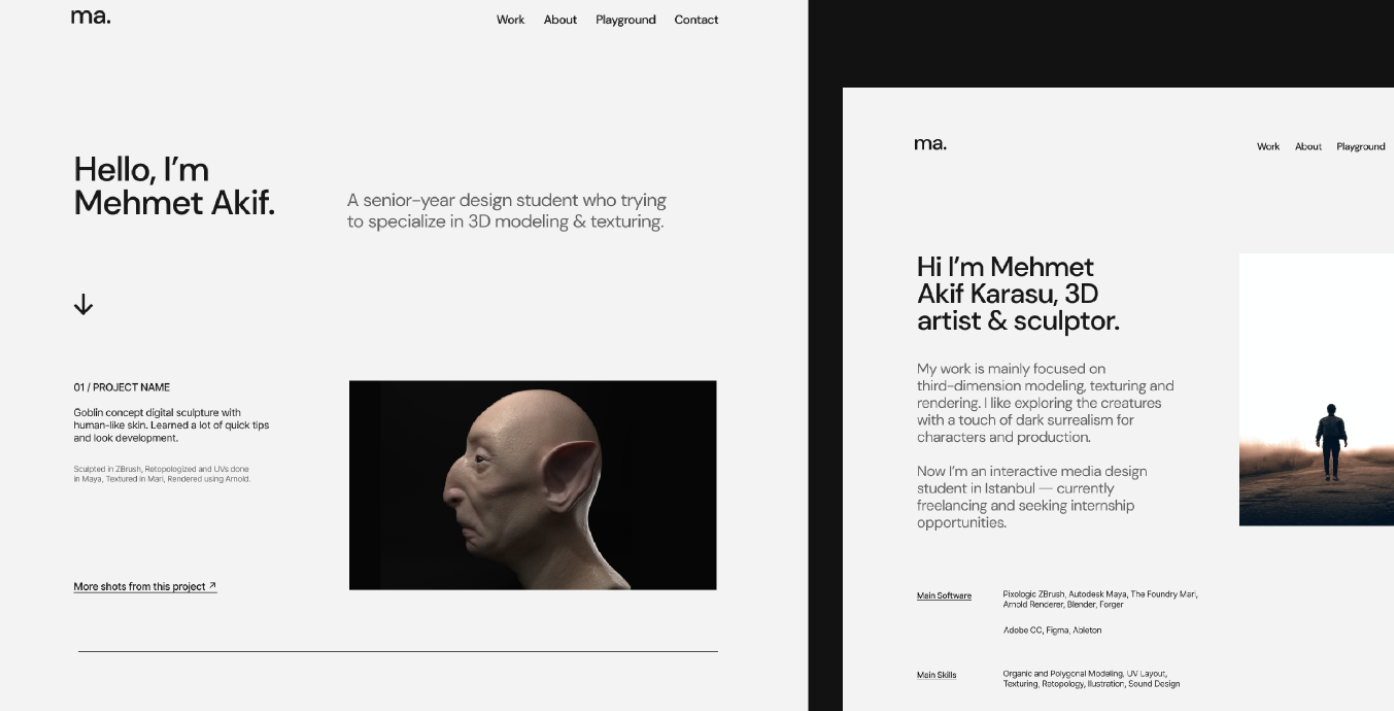 ma.
Work About Playground Contact
Hello, I'm
Mehmet Akif.
A senior-year design student who trying
to specialize in 3D modeling & texturing.
01 / PROJECT NAME
Goblin concept digital sculpture with
human-like skin. Learned a lot of quick tips
and look development.
Sculpted in ZBrush, Retopologized and UVs done
in Maya, Textured in Mari, Rendered using Arnold.
More shots from this project ↗
ma.
Work About Playground
Hi I'm Mehmet
Akif Karasu, 3D
artist & sculptor.
My work is mainly focused on
third-dimension modeling, texturing and
rendering. I like exploring the creatures
with a touch of dark surrealism for
characters and production.
Now I'm an interactive media design
student in Istanbul — currently
freelancing and seeking internship
opportunities.
Main Software
Pixologic ZBrush, Autodesk Maya, The Foundry Mari,
Arnold Renderer, Blender, Forger
Adobe CC, Figma, Ableton
Main Skills
Organic and Polygonal Modeling, UV Layout,
Texturing, Retopology, Ilustration, Sound Design